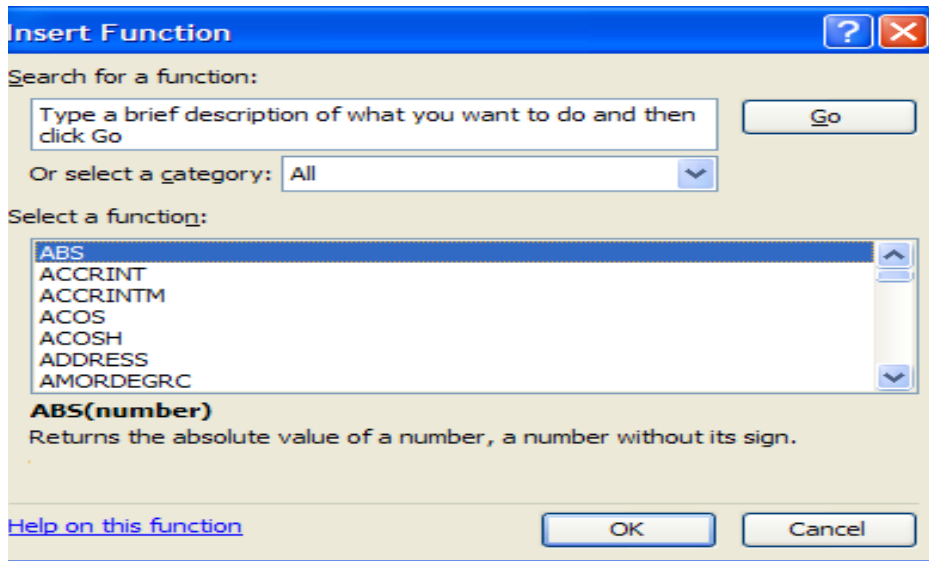 Insert Function
Search for a function:
Type a brief description of what you want to do and then
click Go
Go
Or select a category: All
Select a function:
ABS
ACCRINT
ACCRINTM
ACOS
ACOSH
ADDRESS
AMORDEGRC
ABS(number)
Returns the absolute value of a number, a number without its sign.
Help on this function
OK
Cancel